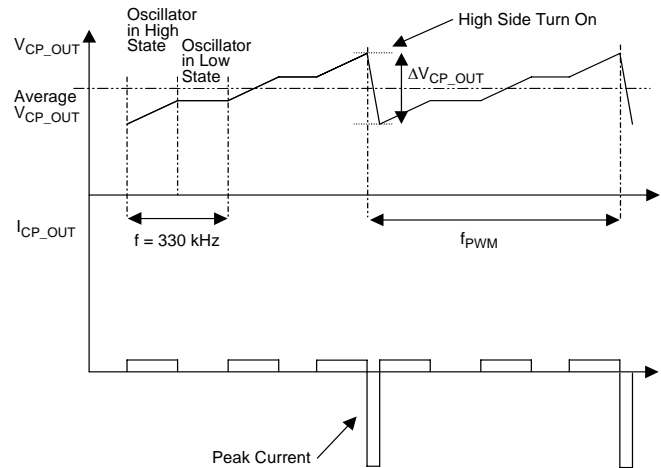 V_CP_OUT
Oscillator
in High
State
Oscillator
in Low
State
High Side Turn On
ΔV_CP_OUT
Average
V_CP_OUT
I_CP_OUT
f = 330 kHz
f_PWM
Peak Current